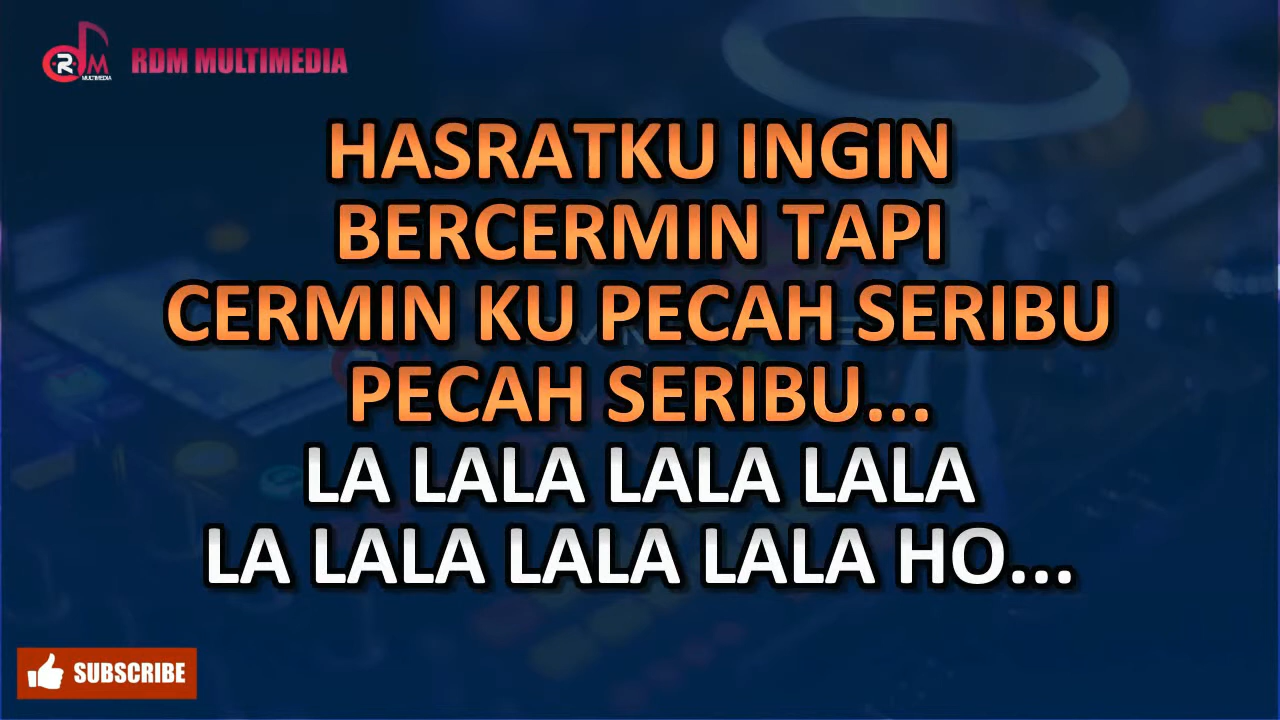 RDM MULTIMEDIA
HASRATKU INGIN
BERCERMIN TAPI
CERMIN KU PECAH SERIBU
PECAH SERIBU...
LA LALA LALA LALA
LA LALA LALA LALA HO...
SUBSCRIBE